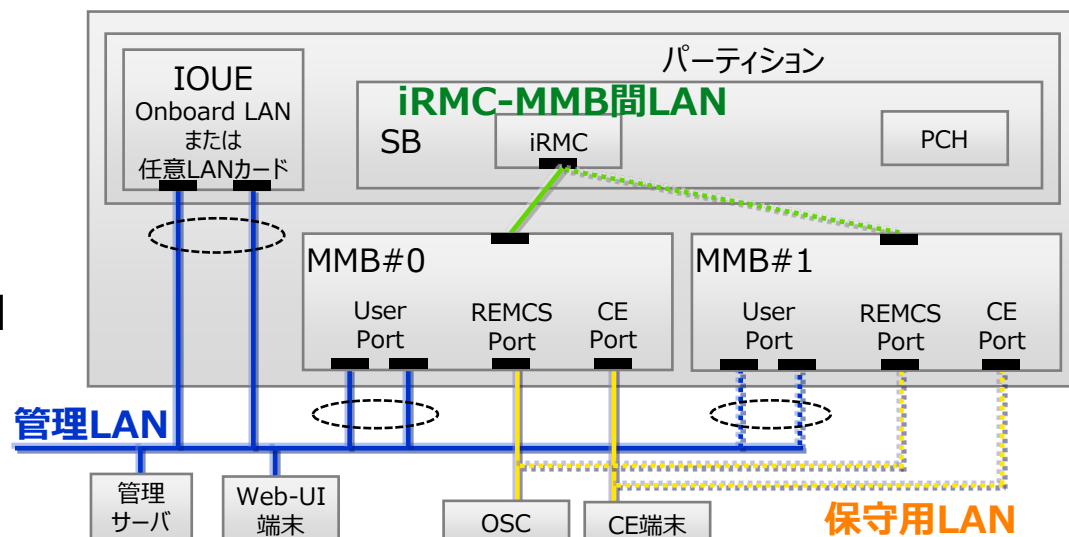 パーティション
IOUE
Onboard LAN
または
任意LANカード
iRMC-MMB間LAN
SB
iRMC
PCH
MMB#0
User
Port
REMCS
Port
CE
Port
MMB#1
User
Port
REMCS
Port
CE
Port
管理LAN
管理
サーバ
Web-UI
端末
OSC
CE端末
保守用LAN